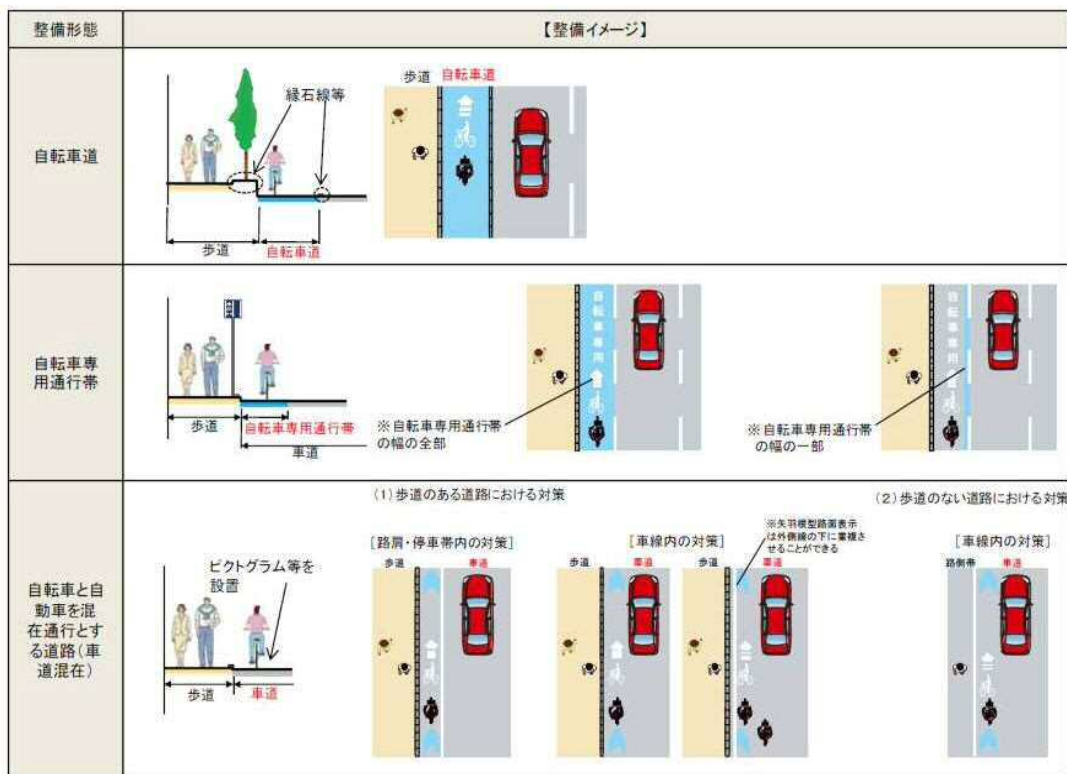 整備形態
【整備イメージ】
自転車道
縁石線等
歩道
自転車道
歩道
自転車道
自転車専
用通行帯
歩道
自転車専用通行帯
車道
※自転車専用通行帯
の幅の全部
自転車専用
※自転車専用通行帯
の幅の一部
自転車専用
自転車と自
動車を混
在通行とす
る道路(車
道混在)
ピクトグラム等を
設置
歩道
車道
(1)歩道のある道路における対策
[路肩・停車帯内の対策]
歩道
車道
[車線内の対策]
歩道
車道
歩道
車道
※矢羽根型路面表示
は外側線の下に重複さ
せることができる
(2)歩道のない道路における対策
[車線内の対策]
路側帯
車道